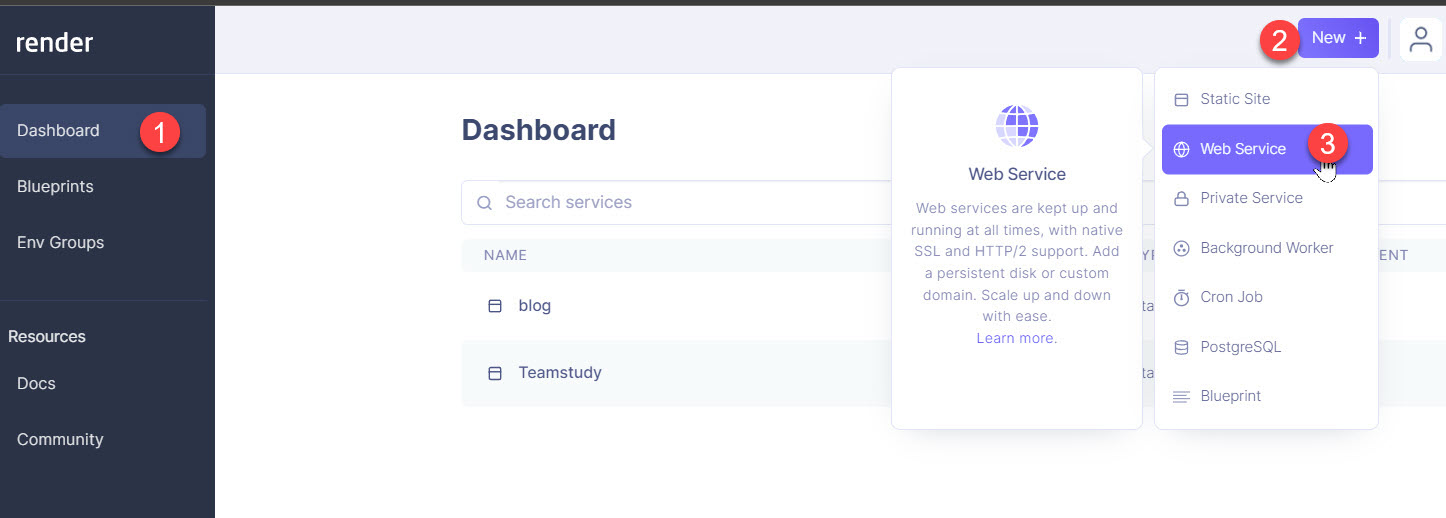 render
2
New +
Dashboard
1
Blueprints
Env Groups
Resources
Docs
Community
Dashboard
Search services
NAME
ENT
blog
Teamstudy
Web Service
Web services are kept up and
running at all times, with native
SSL and HTTP/2 support. Add
a persistent disk or custom
domain. Scale up and down
with ease.
Learn more.
Static Site
Web Service
3
Private Service
Background Worker
Cron Job
PostgreSQL
Blueprint